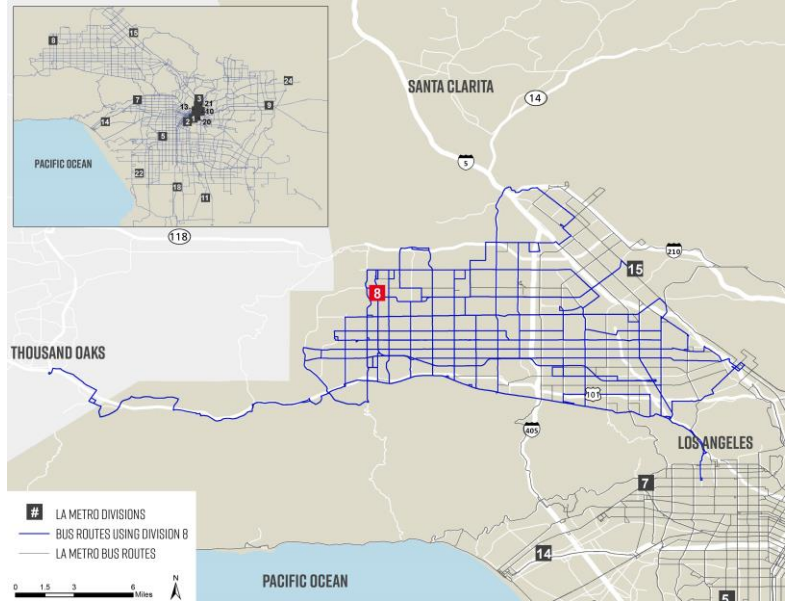 8
15
24
7
3
21
13
10
9
14
2
1
20
5
PACIFIC OCEAN
22
18
11
SANTA CLARITA
14
5
118
210
15
8
THOUSAND OAKS
101
405
LOS ANGELES
7
14
5
# LA METRO DIVISIONS
BUS ROUTES USING DIVISION 8
LA METRO BUS ROUTES
PACIFIC OCEAN
0 1.5 3 6
Miles
N